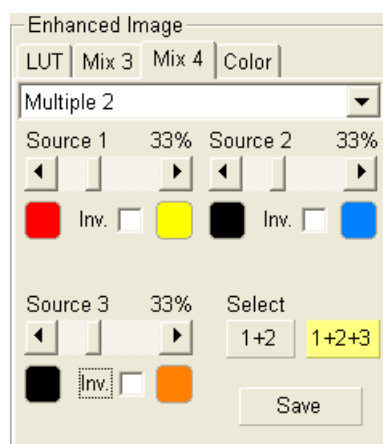 Enhanced Image
LUT Mix 3 Mix 4 Color
Multiple 2
Source 1 33% Source 2 33%
Inv. Inv.
Source 3 33% Select
1+2 1+2+3
Inv.
Save